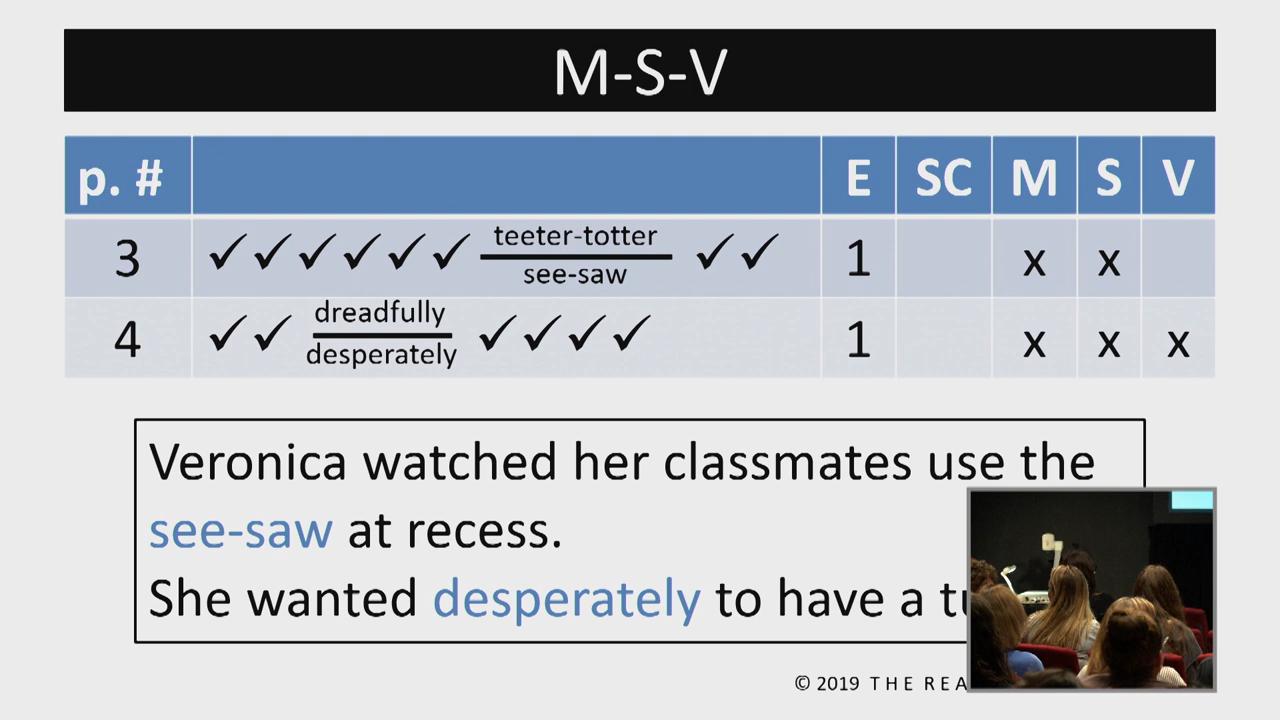 M-S-V
p. # E SC M S V
3 ✓✓✓✓✓✓ teeter-totter ✓✓ 1 x x
see-saw
4 ✓✓ dreadfully ✓✓✓✓ 1 x x x
desperately
Veronica watched her classmates use the
see-saw at recess.
She wanted desperately to have a
© 2019 THE